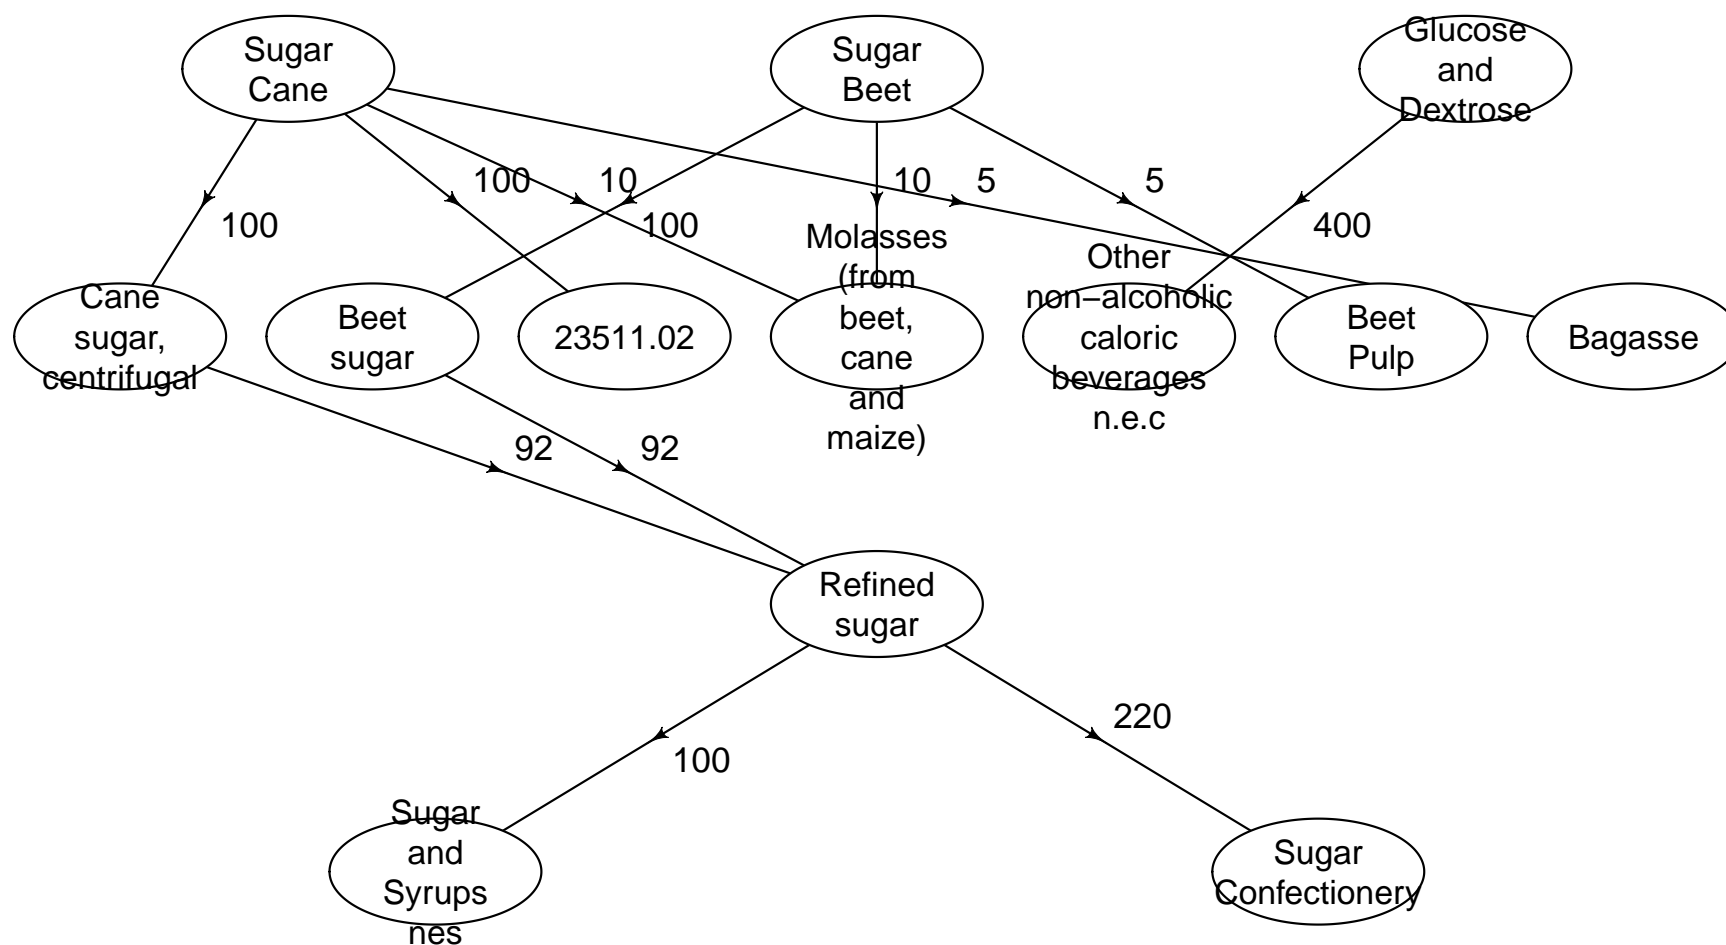 Sugar
Cane
Sugar
Beet
Glucose
and
Dextrose
100
10
10
5
5
100
100
400
Cane
sugar,
centrifugal
Beet
sugar
23511.02
Molasses
(from
beet,
cane
and
maize)
Other
non−alcoholic
caloric
beverages
n.e.c
Beet
Pulp
Bagasse
92
92
Refined
sugar
100
220
Sugar
and
Syrups
nes
Sugar
Confectionery